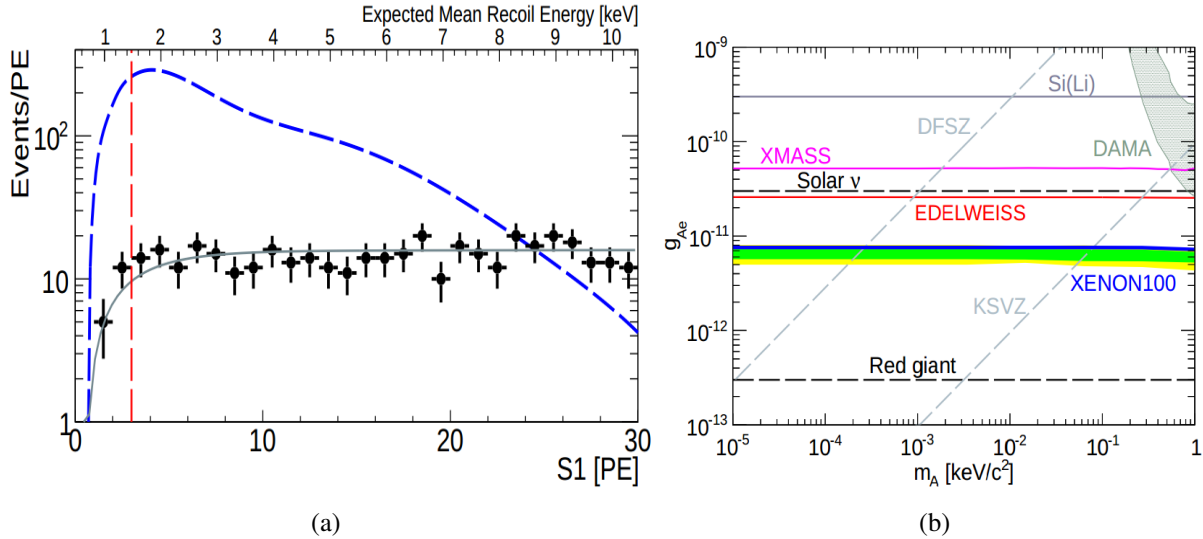 Expected Mean Recoil Energy [keV]
1 2 3 4 5 6 7 8 9 10
Events/PE
10²
10
1
0 10 20 30
S1 [PE]
(a)
g_Ae
10⁻⁹
10⁻¹⁰
10⁻¹¹
10⁻¹²
10⁻¹³
Si(Li)
DFSZ
DAMA
XMASS
Solar ν
EDELWEISS
XENON100
KSVZ
Red giant
10⁻⁵ 10⁻⁴ 10⁻³ 10⁻² 10⁻¹ 1
m_A [keV/c²]
(b)